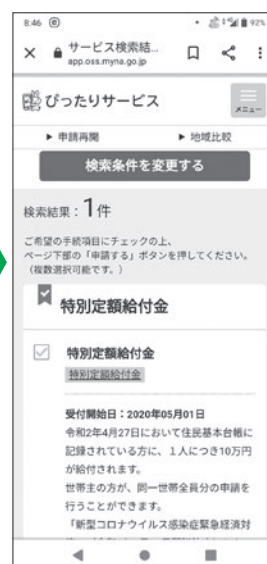 8:46
92%
サービス検索結...
app.oss.myna.go.jp
ぴったりサービス
メニュー
▶ 申請再開
▶ 地域比較
検索条件を変更する
検索結果：1件
ご希望の手続項目にチェックの上、
ページ下部の「申請する」ボタンを押してください。
（複数選択可能です。）
特別定額給付金
特別定額給付金
特別定額給付金
受付開始日：2020年05月01日
令和2年4月27日において住民基本台帳に
記録されている方に、1人につき10万円
が給付されます。
世帯主の方が、同一世帯全員分の申請を
行うことができます。
「新型コロナウイルス感染症緊急経済対